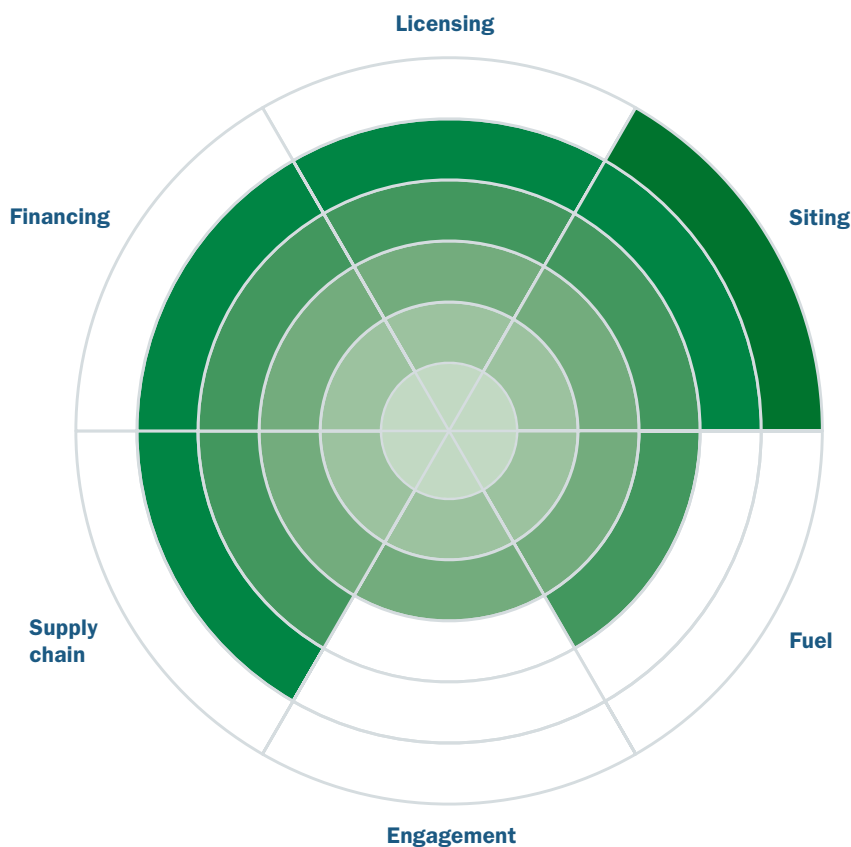 Licensing
Financing
Siting
Supply
chain
Fuel
Engagement